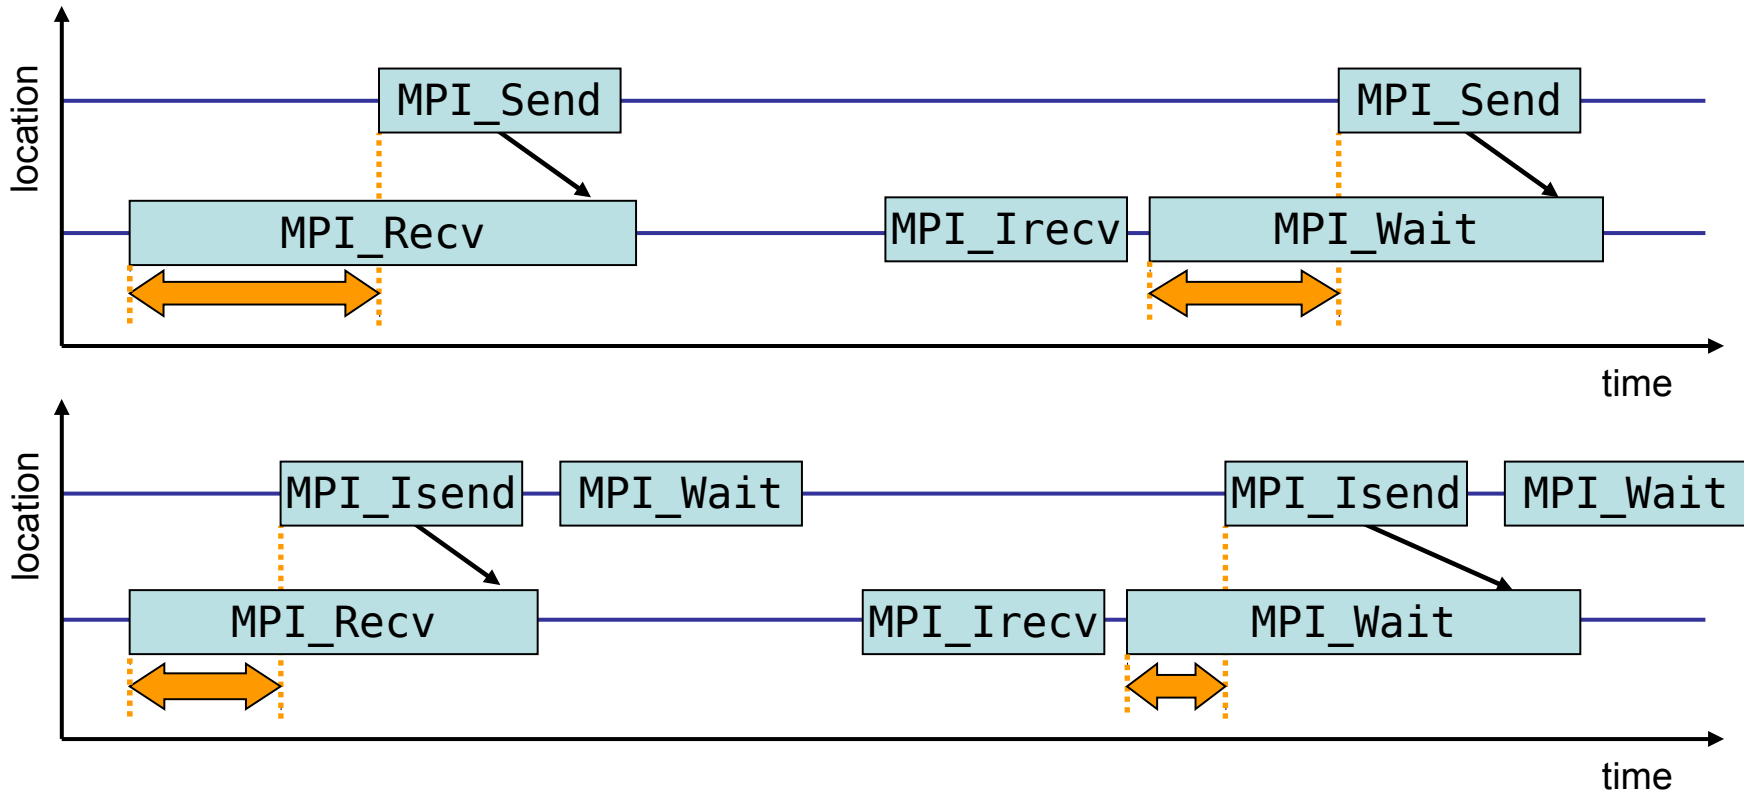 location
MPI_Send
MPI_Send
MPI_Recv
MPI_Irecv
MPI_Wait
time
location
MPI_Isend
MPI_Wait
MPI_Isend
MPI_Wait
MPI_Recv
MPI_Irecv
MPI_Wait
time